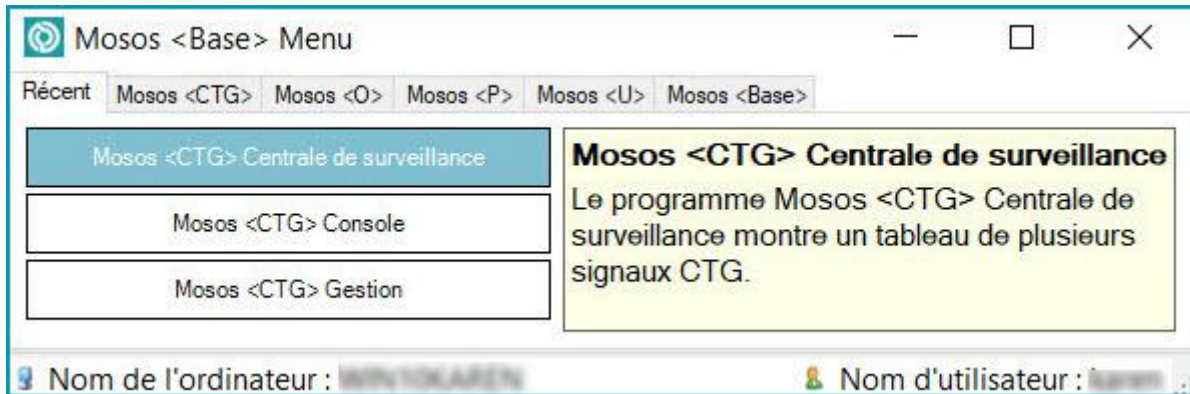 Mosos <Base> Menu
Récent Mosos <CTG> Mosos <O> Mosos <P> Mosos <U> Mosos <Base>
Mosos <CTG> Centrale de surveillance
Mosos <CTG> Console
Mosos <CTG> Gestion
Mosos <CTG> Centrale de surveillance
Le programme Mosos <CTG> Centrale de
surveillance montre un tableau de plusieurs
signaux CTG.
Nom de l'ordinateur :
Nom d'utilisateur :